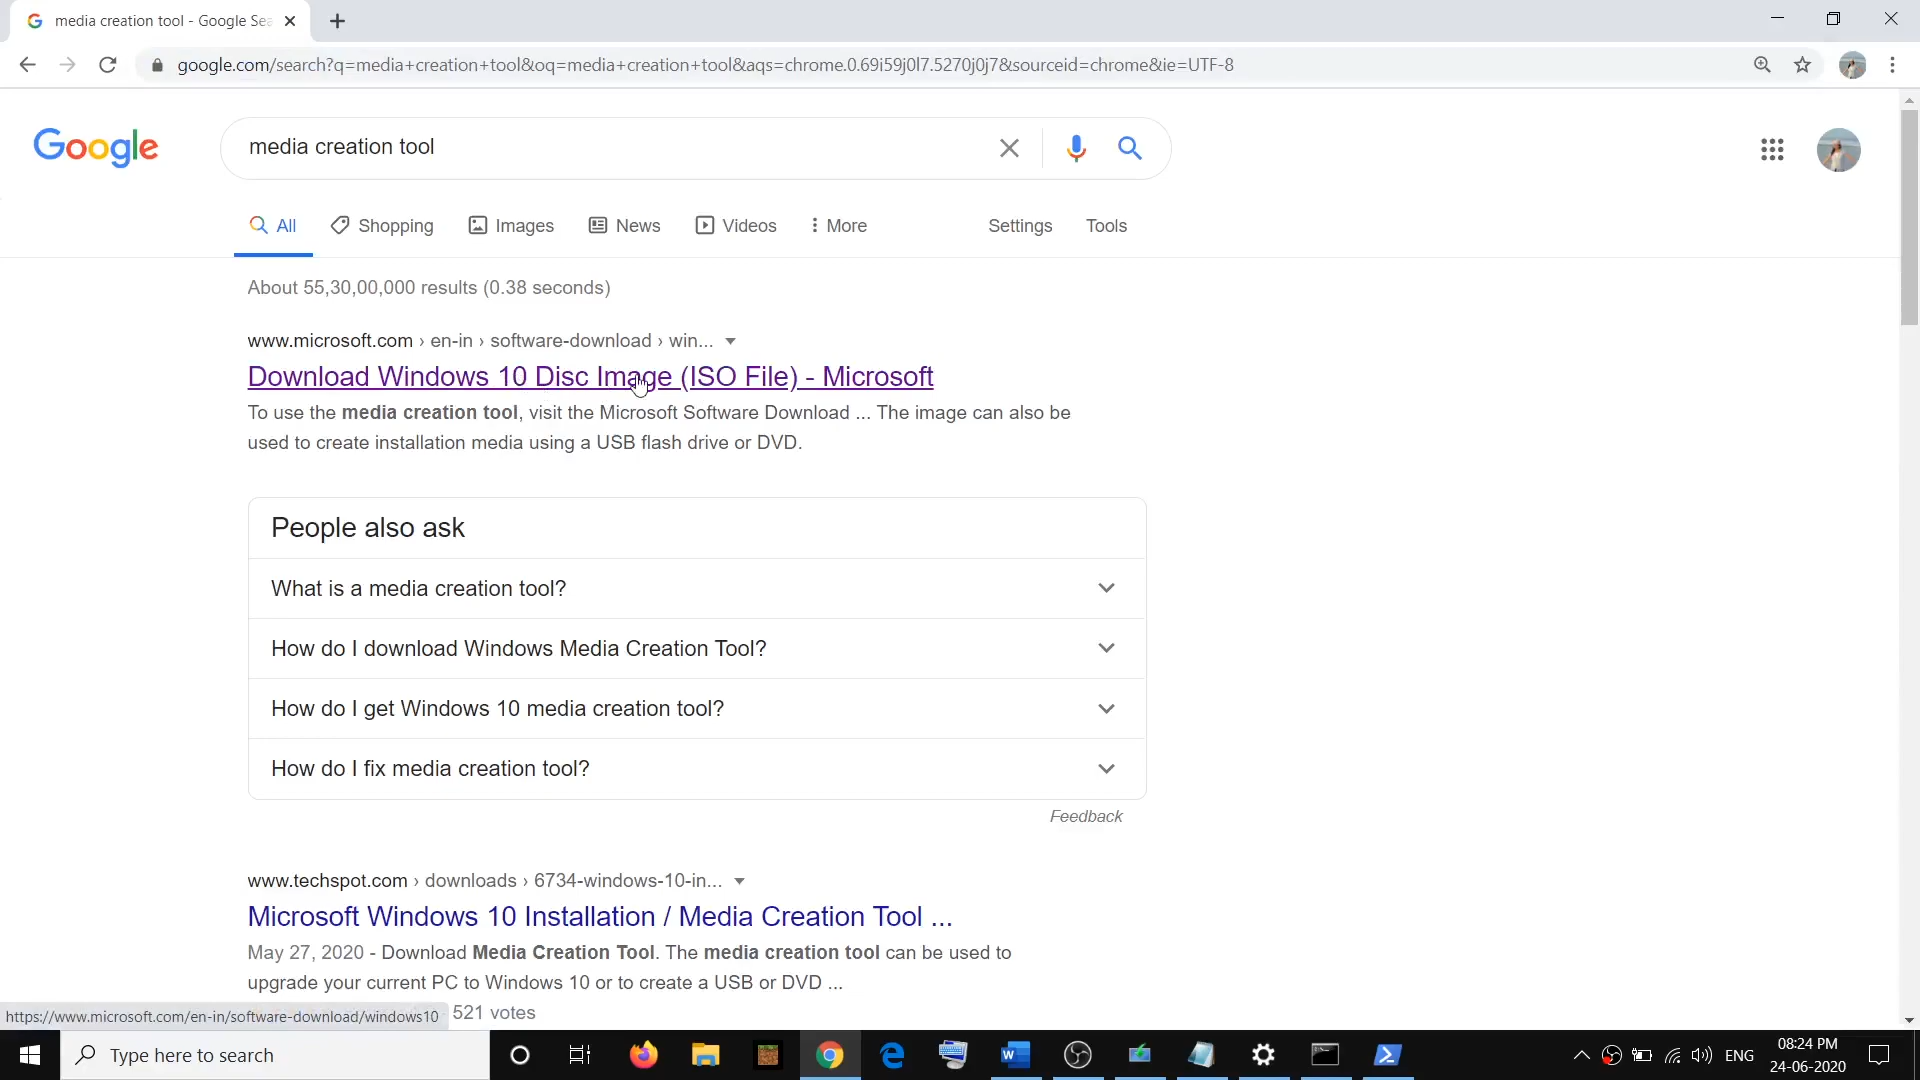 media creation tool - Google Sea
google.com/search?q=media+creation+tool&oq=media+creation+tool&aqs=chrome.0.69i59j0l7.5270j0j7&sourceid=chrome&ie=UTF-8
Google
media creation tool
All Shopping Images News Videos More Settings Tools
About 55,30,00,000 results (0.38 seconds)
www.microsoft.com › en-in › software-download › win...
Download Windows 10 Disc Image (ISO File) - Microsoft
To use the media creation tool, visit the Microsoft Software Download ... The image can also be
used to create installation media using a USB flash drive or DVD.
People also ask
What is a media creation tool?
How do I download Windows Media Creation Tool?
How do I get Windows 10 media creation tool?
How do I fix media creation tool?
Feedback
www.techspot.com › downloads › 6734-windows-10-in...
Microsoft Windows 10 Installation / Media Creation Tool ...
May 27, 2020 - Download Media Creation Tool. The media creation tool can be used to
upgrade your current PC to Windows 10 or to create a USB or DVD ...
521 votes
https://www.microsoft.com/en-in/software-download/windows10
Type here to search
ENG
08:24 PM
24-06-2020